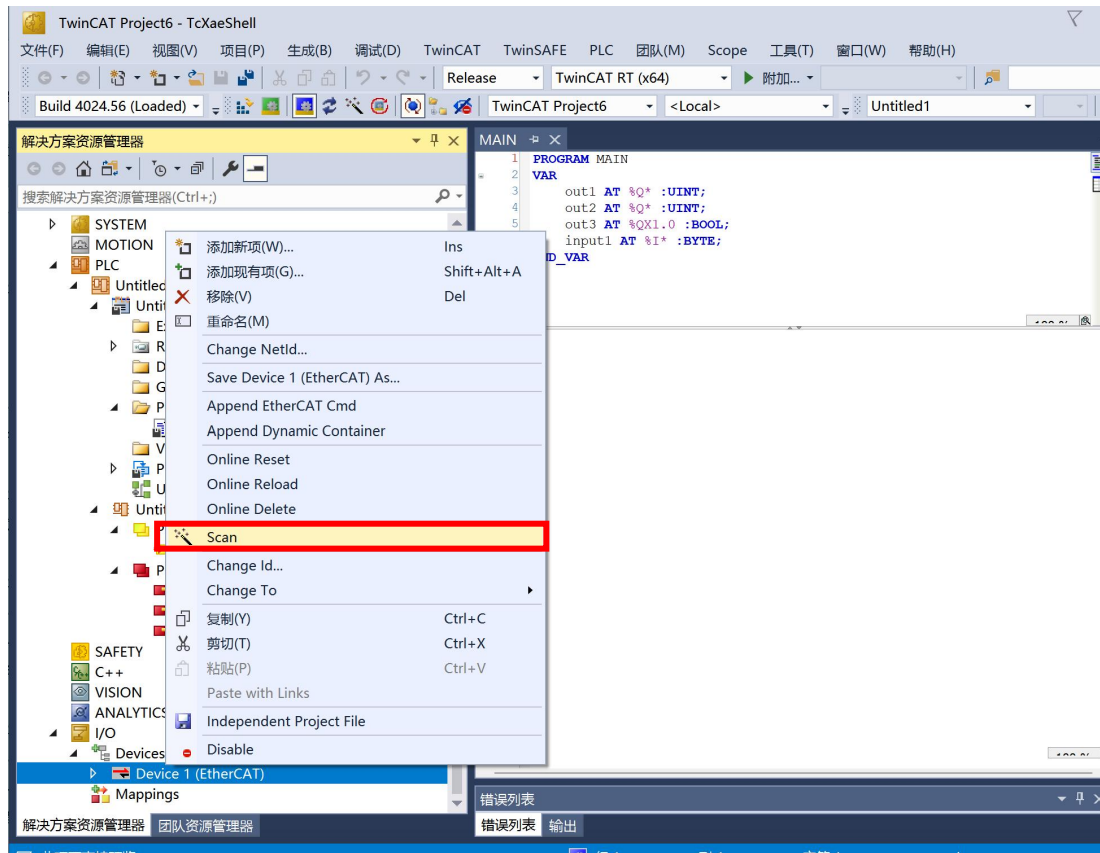 TwinCAT Project6 - TcXaeShell
文件(F) 编辑(E) 视图(V) 项目(P) 生成(B) 调试(D) TwinCAT TwinSAFE PLC 团队(M) Scope 工具(T) 窗口(W) 帮助(H)
Release TwinCAT RT (x64) 附加...
Build 4024.56 (Loaded) TwinCAT Project6 <Local> Untitled1
解决方案资源管理器
搜索解决方案资源管理器(Ctrl+;)
SYSTEM
MOTION
PLC
Untitled
Untit
E
R
D
G
P
V
P
U
Untit
P
P
SAFETY
C++
VISION
ANALYTICS
I/O
Devices
Device 1 (EtherCAT)
Mappings
解决方案资源管理器 团队资源管理器
添加新项(W)... Ins
添加现有项(G)... Shift+Alt+A
移除(V) Del
重命名(M)
Change NetId...
Save Device 1 (EtherCAT) As...
Append EtherCAT Cmd
Append Dynamic Container
Online Reset
Online Reload
Online Delete
Scan
Change Id...
Change To
复制(Y) Ctrl+C
剪切(T) Ctrl+X
粘贴(P) Ctrl+V
Paste with Links
Independent Project File
Disable
MAIN
1 PROGRAM MAIN
2 VAR
3 out1 AT %Q* :UINT;
4 out2 AT %Q* :UINT;
5 out3 AT %QX1.0 :BOOL;
input1 AT %I* :BYTE;
D_VAR
错误列表
错误列表 输出